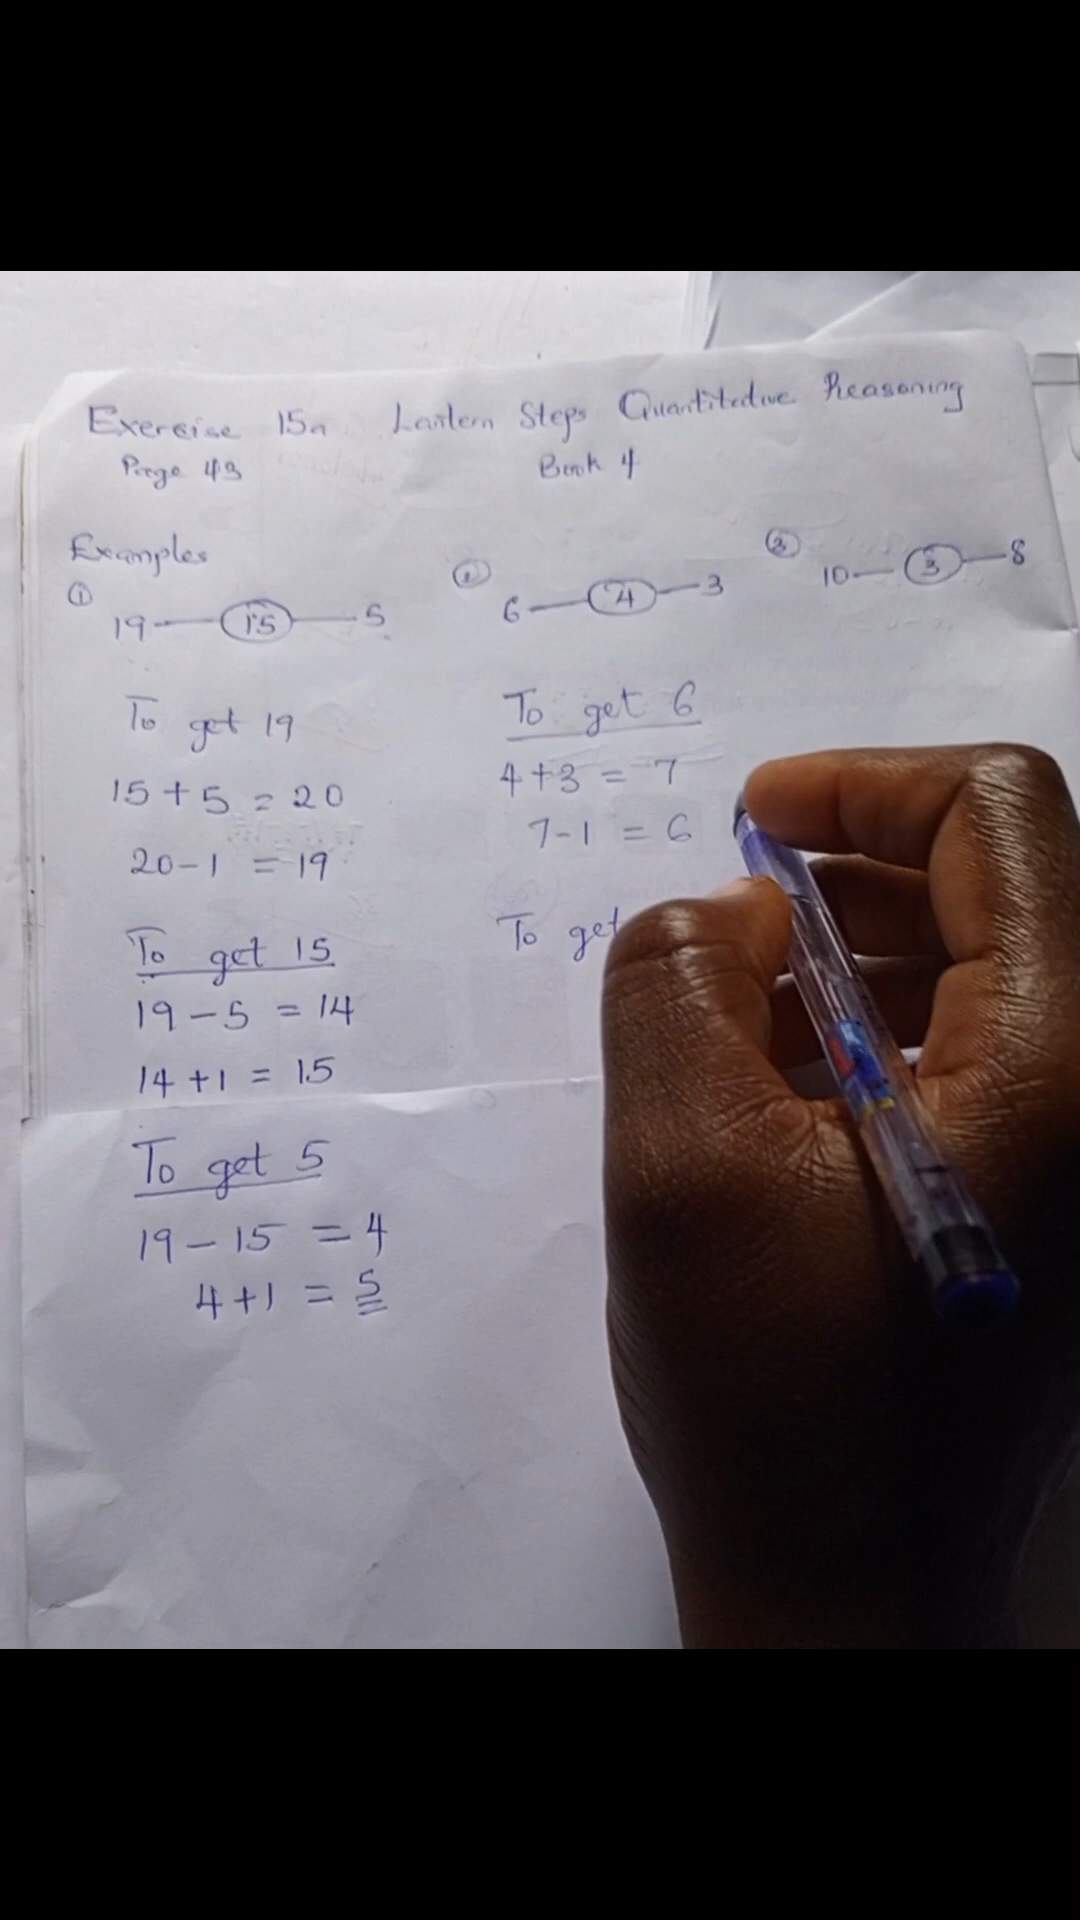 Exercise 15a Lantern Steps Quantitative Reasoning
Page 43 Book 4
Examples
① 19 — 15 — 5
② 6 — 4 — 3
③ 10 — 3 — 8
To get 19
15 + 5 = 20
20 - 1 = 19
To get 15
19 - 5 = 14
14 + 1 = 15
To get 5
19 - 15 = 4
4 + 1 = 5
To get 6
4 + 3 = 7
7 - 1 = 6
To get